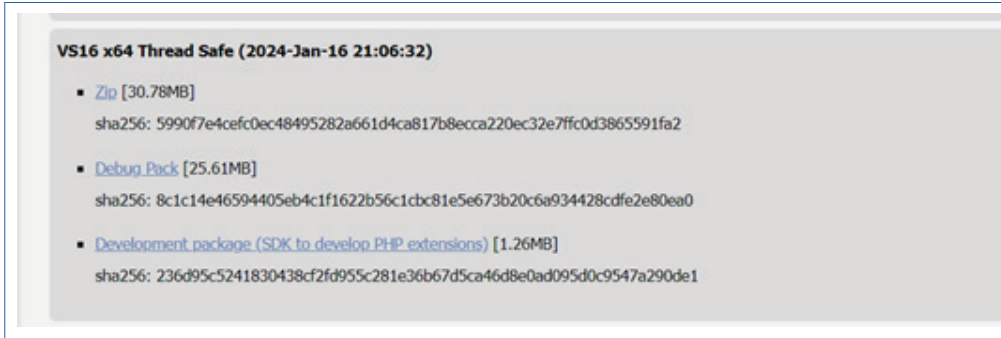 VS16 x64 Thread Safe (2024-Jan-16 21:06:32)
Zip [30.78MB]
sha256: 5990f7e4cefc0ec48495282a661d4ca817b8ecca220ec32e7ffc0d3865591fa2
Debug Pack [25.61MB]
sha256: 8c1c14e46594405eb4c1f1622b56c1cbc81e5e673b20c6a934428cdfe2e80ea0
Development package (SDK to develop PHP extensions) [1.26MB]
sha256: 236d95c5241830438cf2fd955c281e36b67d5ca46d8e0ad095d0c9547a290de1